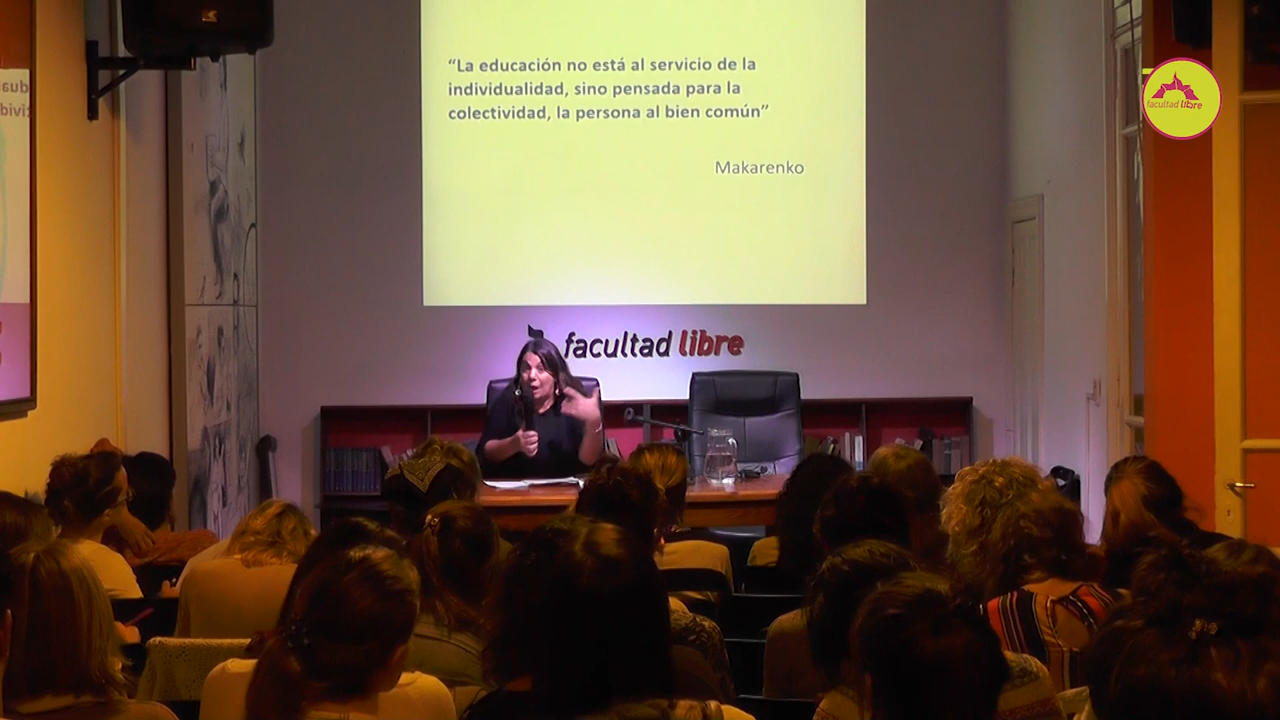 “La educación no está al servicio de la
individualidad, sino pensada para la
colectividad, la persona al bien común”
Makarenko
facultad libre
facultad libre